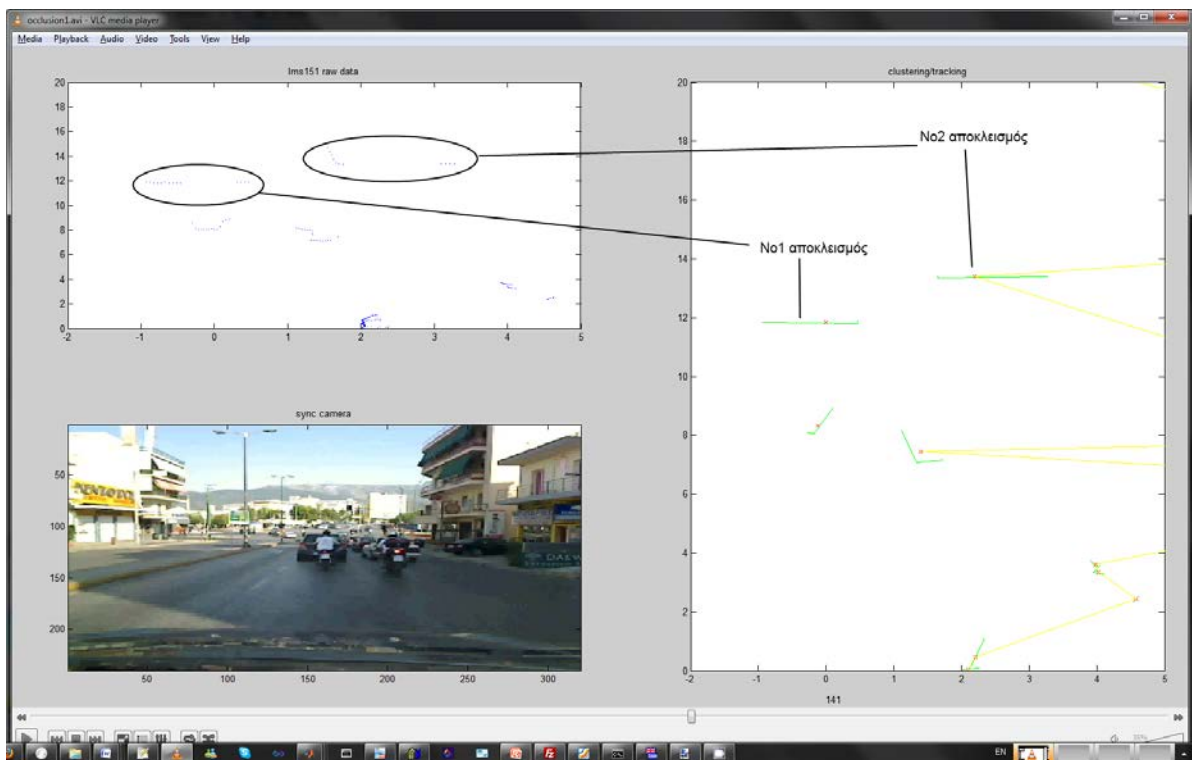 occlusion1.avi - VLC media player
Media Playback Audio Video Tools View Help
lms151 raw data
20
18
16
14
12
10
8
6
4
2
0
-2 -1 0 1 2 3 4 5
clustering/tracking
20
18
16
14
12
10
8
6
4
2
0
-2 -1 0 1 2 3 4 5
141
No2 αποκλεισμός
No1 αποκλεισμός
sync camera
50
100
150
200
50 100 150 200 250 300
EN